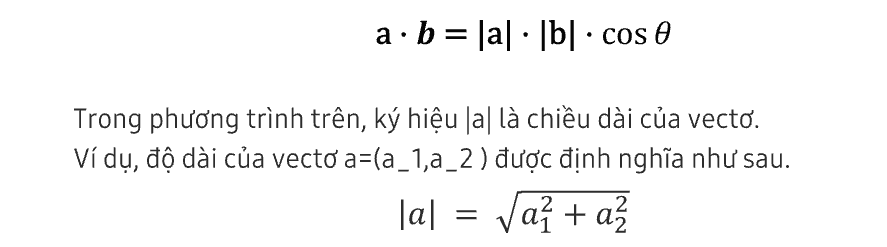 a · b = |a| · |b| · cos θ
Trong phương trình trên, ký hiệu |a| là chiều dài của vectơ.
Ví dụ, độ dài của vectơ a=(a_1,a_2 ) được định nghĩa như sau.
|a| = √(a₁² + a₂²)